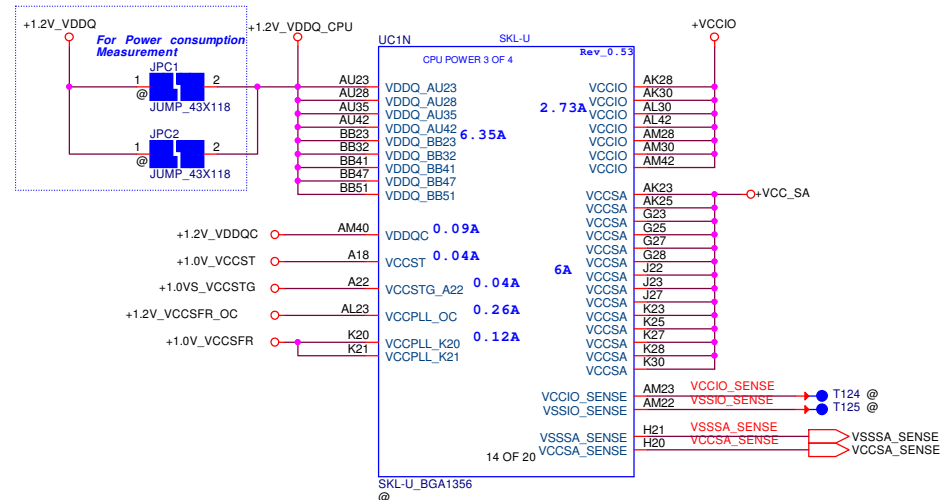 +1.2V_VDDQ
For Power consumption
Measurement
+1.2V_VDDQ_CPU
JPC1
1
2
@
JUMP_43X118
JPC2
1
2
@
JUMP_43X118
UC1N
SKL-U
Rev_0.53
CPU POWER 3 OF 4
+VCCIO
AU23 VDDQ_AU23
AU28 VDDQ_AU28
AU35 VDDQ_AU35
AU42 VDDQ_AU42
BB23 VDDQ_BB23
BB32 VDDQ_BB32
BB41 VDDQ_BB41
BB47 VDDQ_BB47
BB51 VDDQ_BB51
6.35A
+1.2V_VDDQC AM40 VDDQC 0.09A
+1.0V_VCCST A18 VCCST 0.04A
+1.0VS_VCCSTG A22 VCCSTG_A22 0.04A
+1.2V_VCCSFR_OC AL23 VCCPLL_OC 0.26A
+1.0V_VCCSFR K20 VCCPLL_K20 0.12A
K21 VCCPLL_K21
2.73A
VCCIO AK28
VCCIO AK30
VCCIO AL30
VCCIO AL42
VCCIO AM28
VCCIO AM30
VCCIO AM42
VCCSA AK23 +VCC_SA
VCCSA AK25
VCCSA G23
VCCSA G25
VCCSA G27
VCCSA G28
6A
VCCSA J22
VCCSA J23
VCCSA J27
VCCSA K23
VCCSA K25
VCCSA K27
VCCSA K28
VCCSA K30
VCCIO_SENSE AM23 VCCIO_SENSE T124 @
VSSIO_SENSE AM22 VSSIO_SENSE T125 @
VSSSA_SENSE H21 VSSSA_SENSE VSSSA_SENSE
VCCSA_SENSE H20 VCCSA_SENSE VCCSA_SENSE
14 OF 20
SKL-U_BGA1356
@